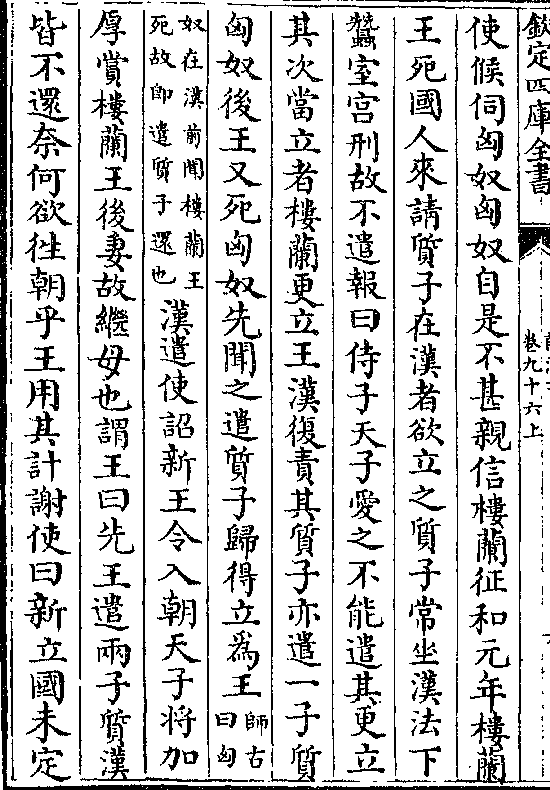 欽定四庫全書
卷九十六上
使候伺匈奴匈奴自是不甚親信樓蘭征和元年樓蘭
王死國人來請質子在漢者欲立之質子常坐漢法下
蠶室宫刑故不遣報曰侍子天子愛之不能遣其更立
其次當立者樓蘭更立王漢復責其質子亦遣一子質
匈奴後王又死匈奴先聞之遣質子歸得立為王師古曰匈
奴在漢前聞樓蘭王死故即遣質子還也漢遣使詔新王令入朝天子將加
厚賞樓蘭王後妻故繼母也謂王曰先王遣兩子質漢
皆不還奈何欲往朝乎王用其計謝使曰新立國未定